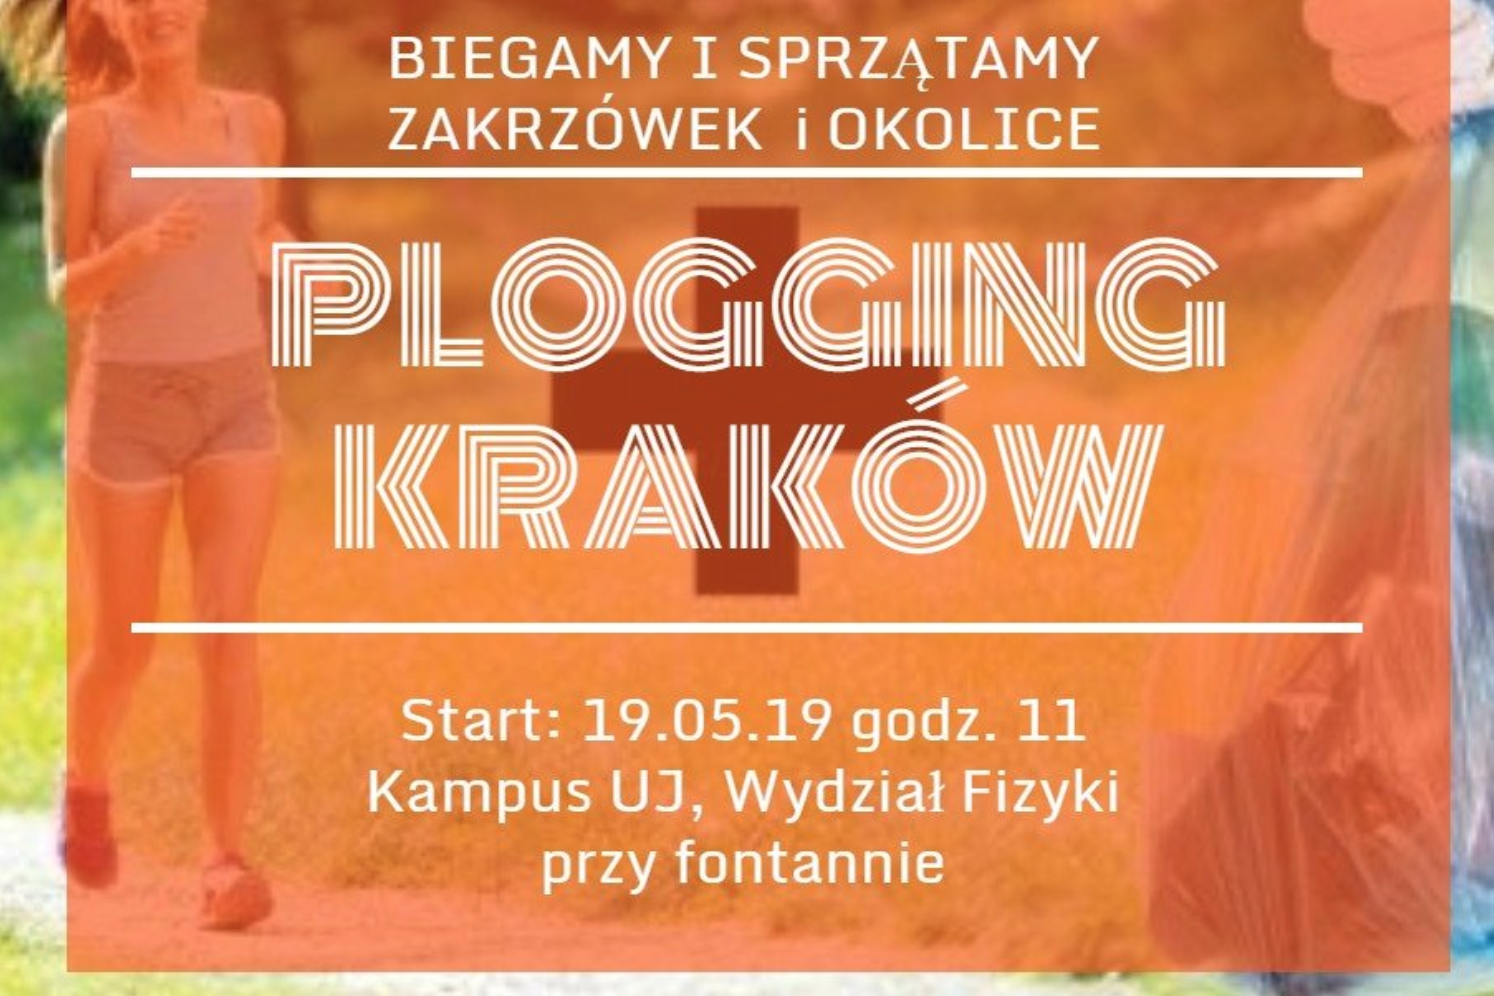 BIEGAMY I SPRZĄTAMY
ZAKRZÓWEK i OKOLICE
PLOGGING
KRAKÓW
Start: 19.05.19 godz. 11
Kampus UJ, Wydział Fizyki
przy fontannie